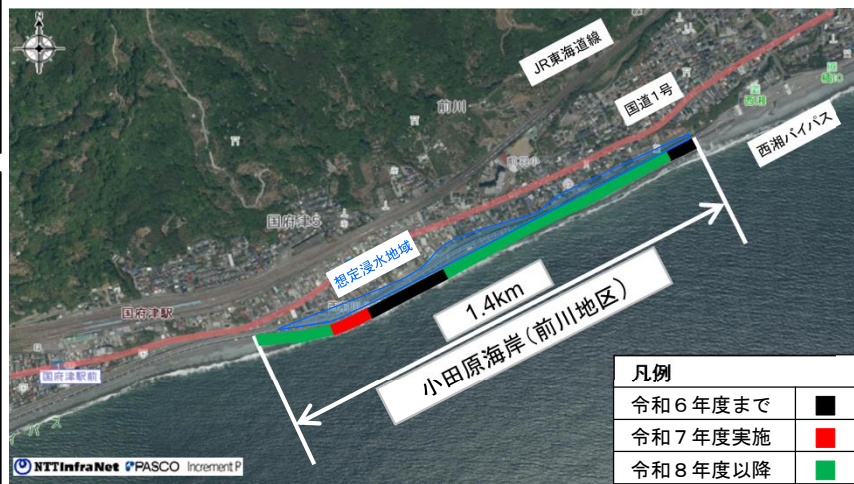 N
JR東海道線
前川
国道1号
西湘
西湘バイパス
国府津5
想定浸水地域
国府津駅
1.4km
小田原海岸(前川地区)
国府津駅前
凡例
令和6年度まで
令和7年度実施
令和8年度以降
NTTInfraNet PASCO Increment P